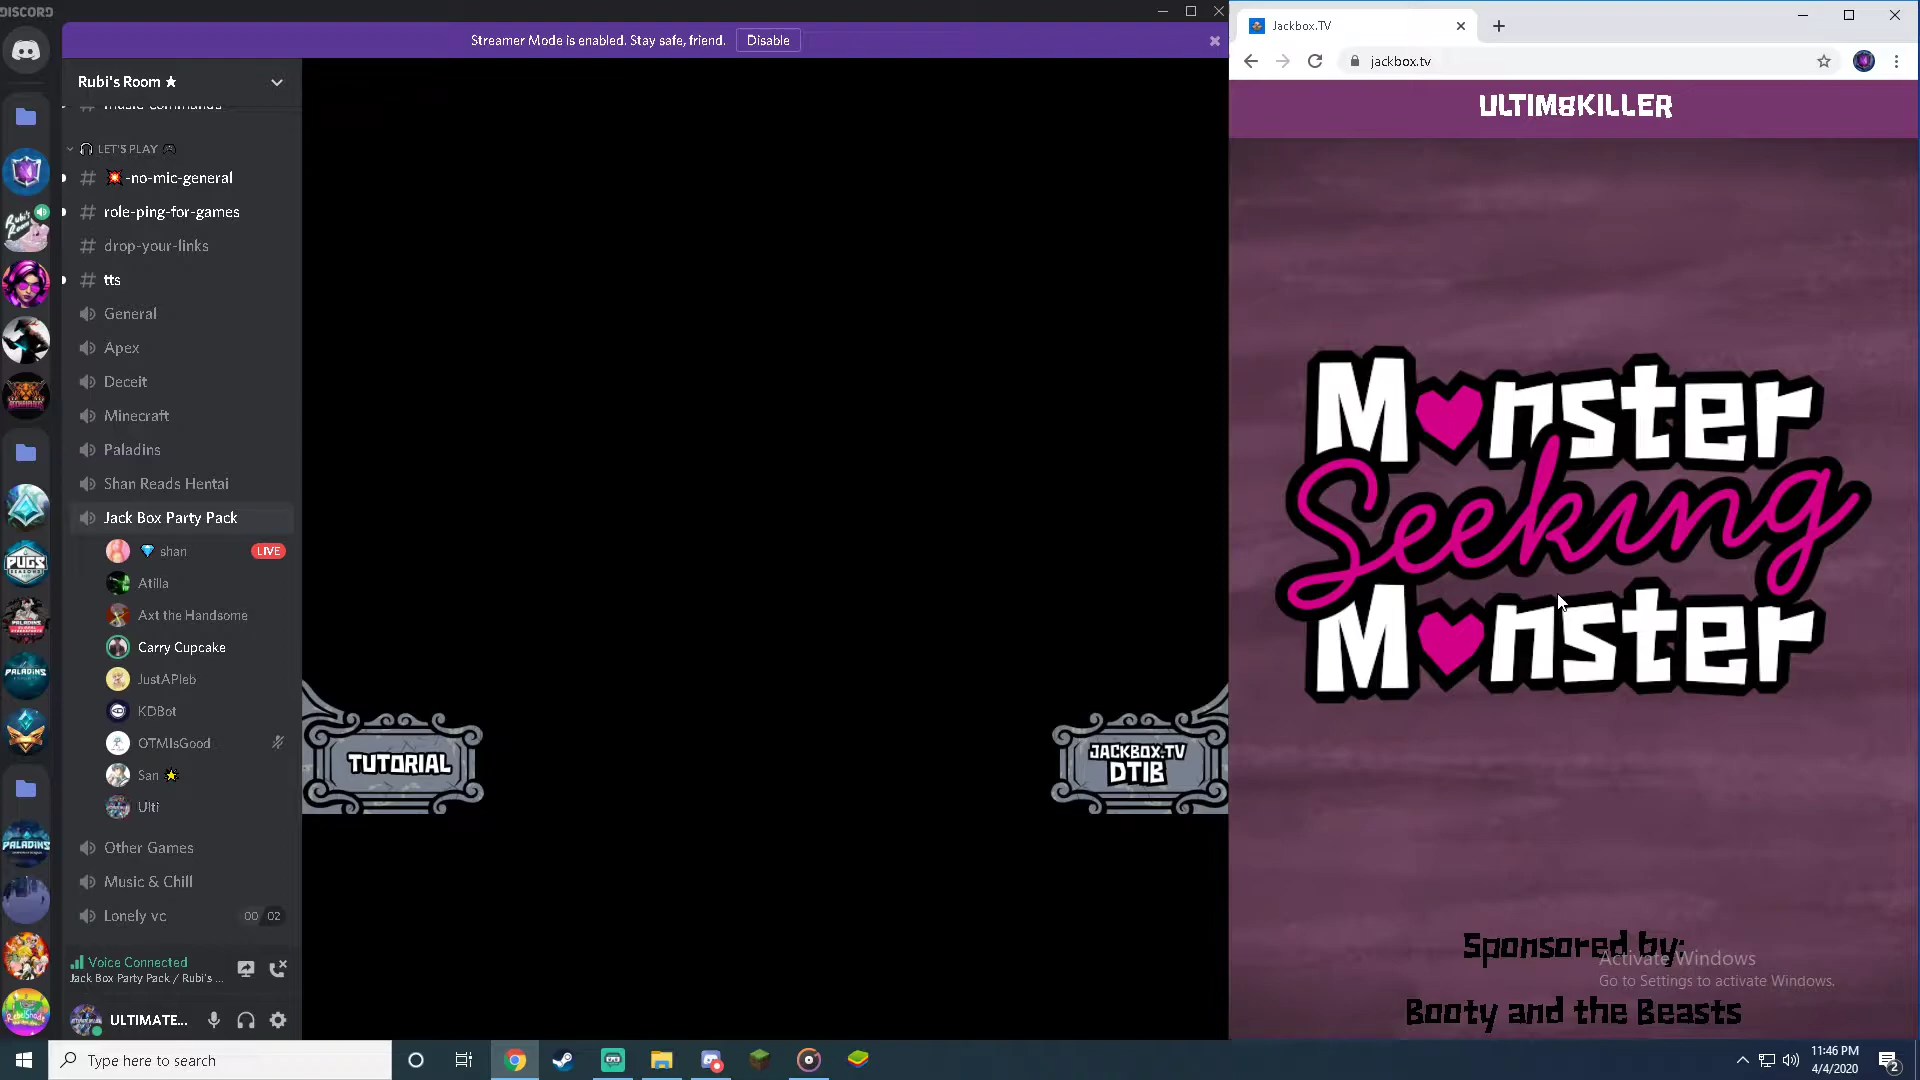 DISCORD
Streamer Mode is enabled. Stay safe, friend.
Disable
Rubi's Room ★
music-commands
LET'S PLAY
-no-mic-general
role-ping-for-games
drop-your-links
tts
General
Apex
Deceit
Minecraft
Paladins
Shan Reads Hentai
Jack Box Party Pack
shan
LIVE
Atilla
Axt the Handsome
Carry Cupcake
JustAPleb
KDBot
OTMIsGood
San
Ulti
Other Games
Music & Chill
Lonely vc
00 02
Voice Connected
Jack Box Party Pack / Rubi's ...
ULTIMATE...
TUTORIAL
JACKBOX.TV
DTIB
Jackbox.TV
jackbox.tv
ULTIM8KILLER
Monster
Seeking
Monster
Sponsored by:
Booty and the Beasts
Activate Windows
Go to Settings to activate Windows.
Type here to search
11:46 PM
4/4/2020
2